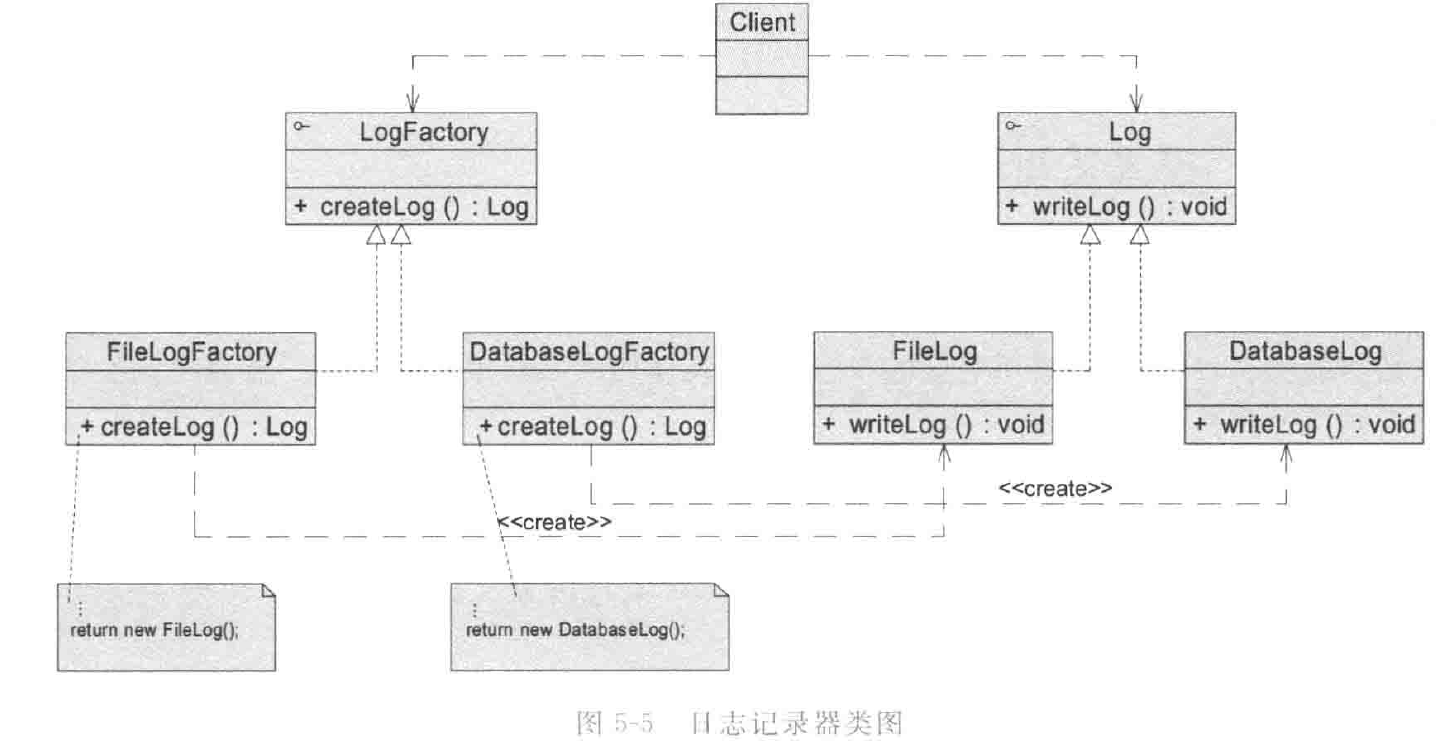 Client
LogFactory
+ createLog () : Log
Log
+ writeLog () : void
FileLogFactory
+ createLog () : Log
DatabaseLogFactory
+ createLog () : Log
FileLog
+ writeLog () : void
DatabaseLog
+ writeLog () : void
<<create>>
<<create>>
⋮
return new FileLog();
⋮
return new DatabaseLog();
图 5-5 日志记录器类图